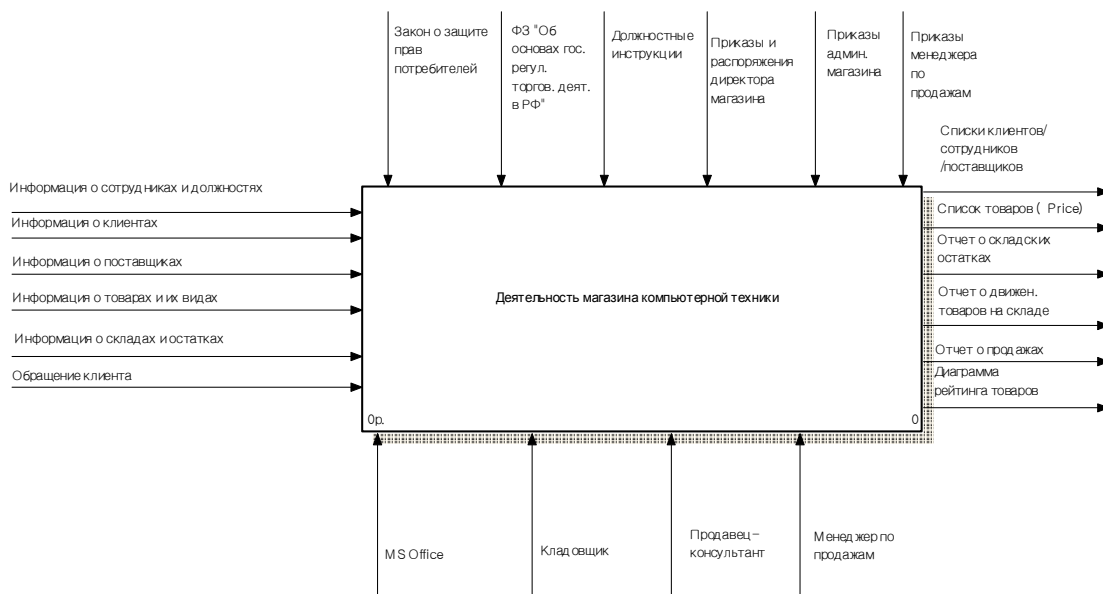 Закон о защите
прав
потребителей
ФЗ "Об
основах гос.
регул.
торгов. деят.
в РФ"
Должностные
инструкции
Приказы и
распоряжения
директора
магазина
Приказы
админ.
магазина
Приказы
менеджера
по
продажам
Информация о сотрудниках и должностях
Информация о клиентах
Информация о поставщиках
Информация о товарах и их видах
Информация о складах и остатках
Обращение клиента
Деятельность магазина компьютерной техники
0р.
0
Списки клиентов/
сотрудников
/поставщиков
Список товаров ( Price)
Отчет о складских
остатках
Отчет о движен.
товаров на складе
Отчет о продажах
Диаграмма
рейтинга товаров
MS Office
Кладовщик
Продавец –
консультант
Менеджер по
продажам